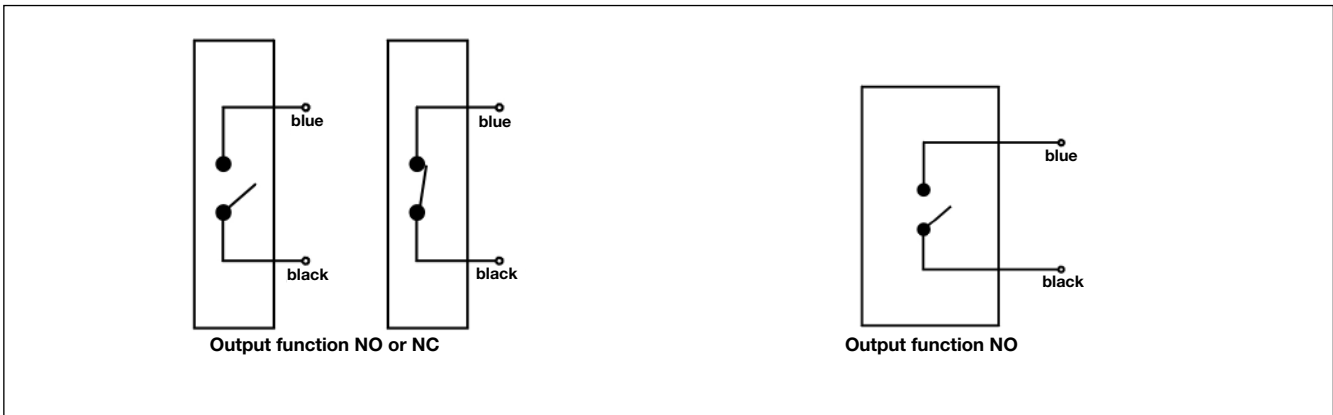 blue
black
blue
black
Output function NO or NC
blue
black
Output function NO